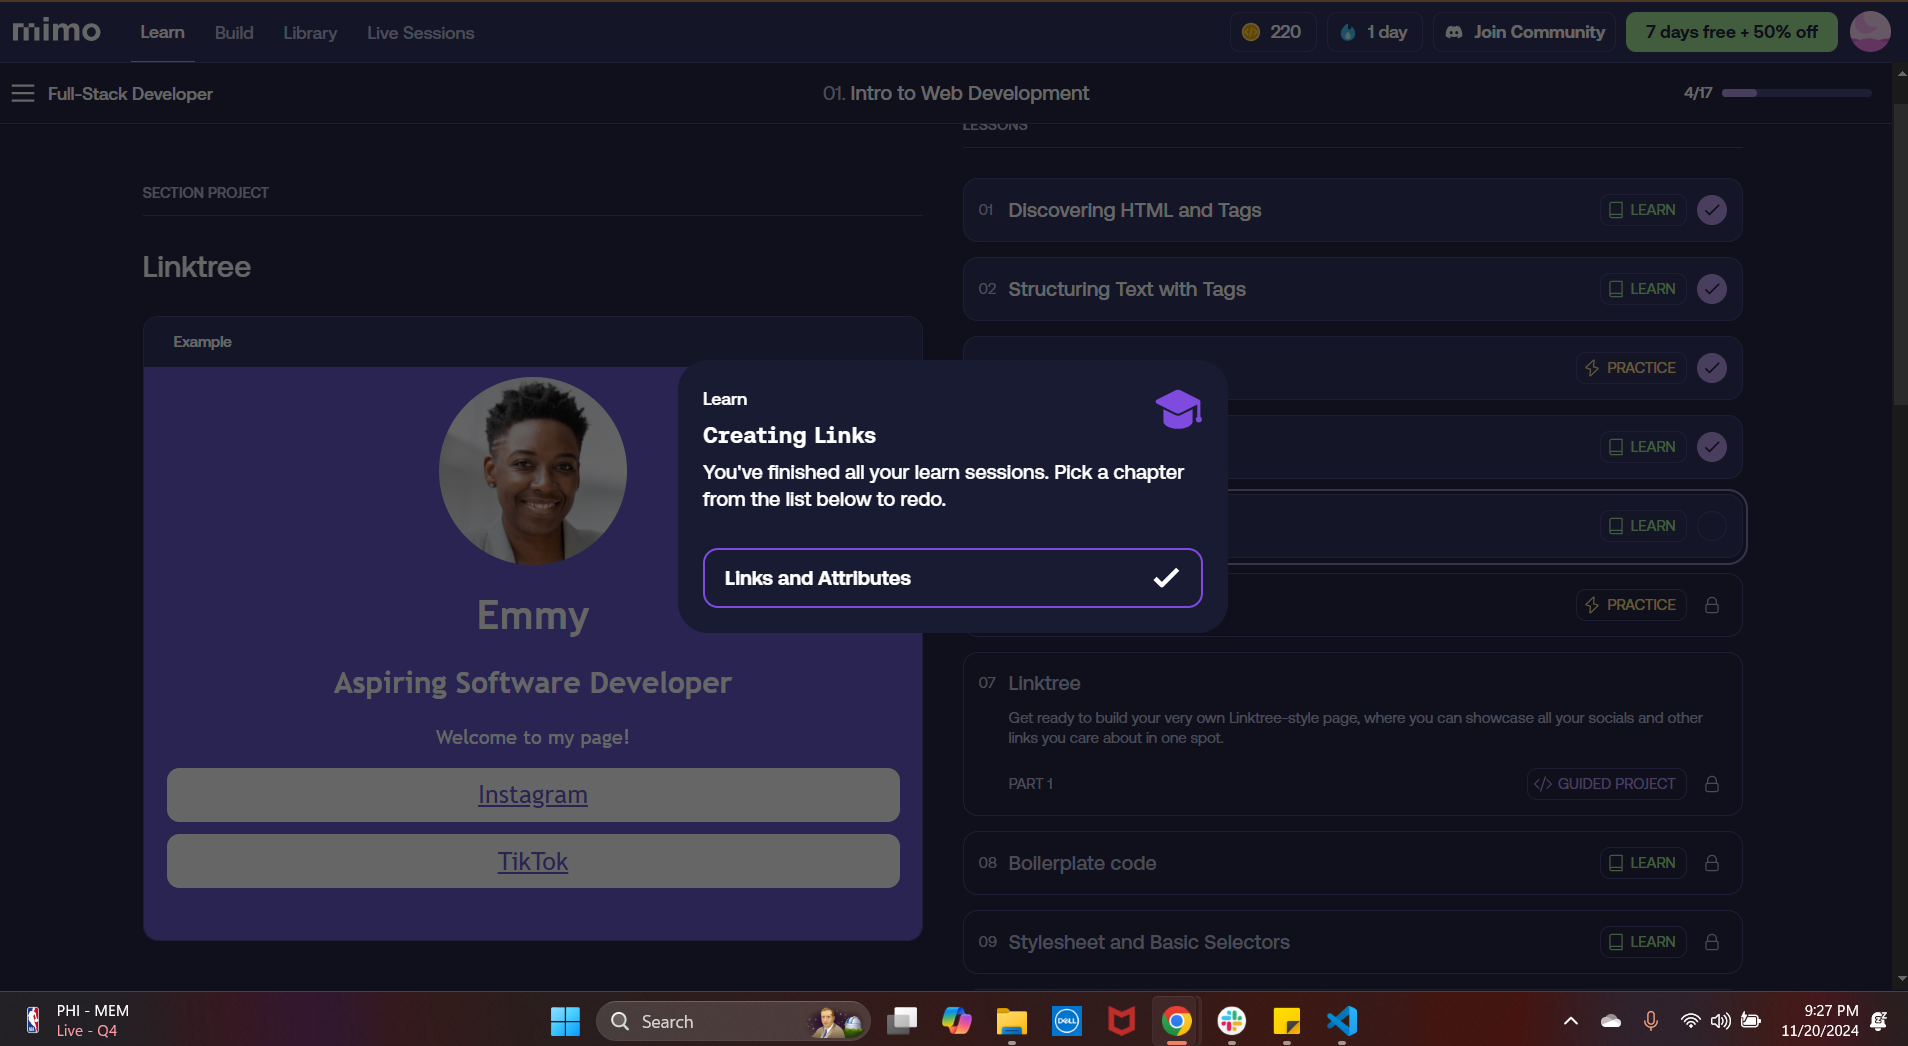 mimo
Learn
Build
Library
Live Sessions
220
1 day
Join Community
7 days free + 50% off
Full-Stack Developer
01. Intro to Web Development
4/17
SECTION PROJECT
Linktree
Example
Emmy
Aspiring Software Developer
Welcome to my page!
Instagram
TikTok
LESSONS
01 Discovering HTML and Tags LEARN
02 Structuring Text with Tags LEARN
PRACTICE
LEARN
LEARN
PRACTICE
07 Linktree
Get ready to build your very own Linktree-style page, where you can showcase all your socials and other
links you care about in one spot.
PART 1 </> GUIDED PROJECT
08 Boilerplate code LEARN
09 Stylesheet and Basic Selectors LEARN
Learn
Creating Links
You've finished all your learn sessions. Pick a chapter
from the list below to redo.
Links and Attributes
PHI - MEM
Live - Q4
Search
DELL
9:27 PM
11/20/2024